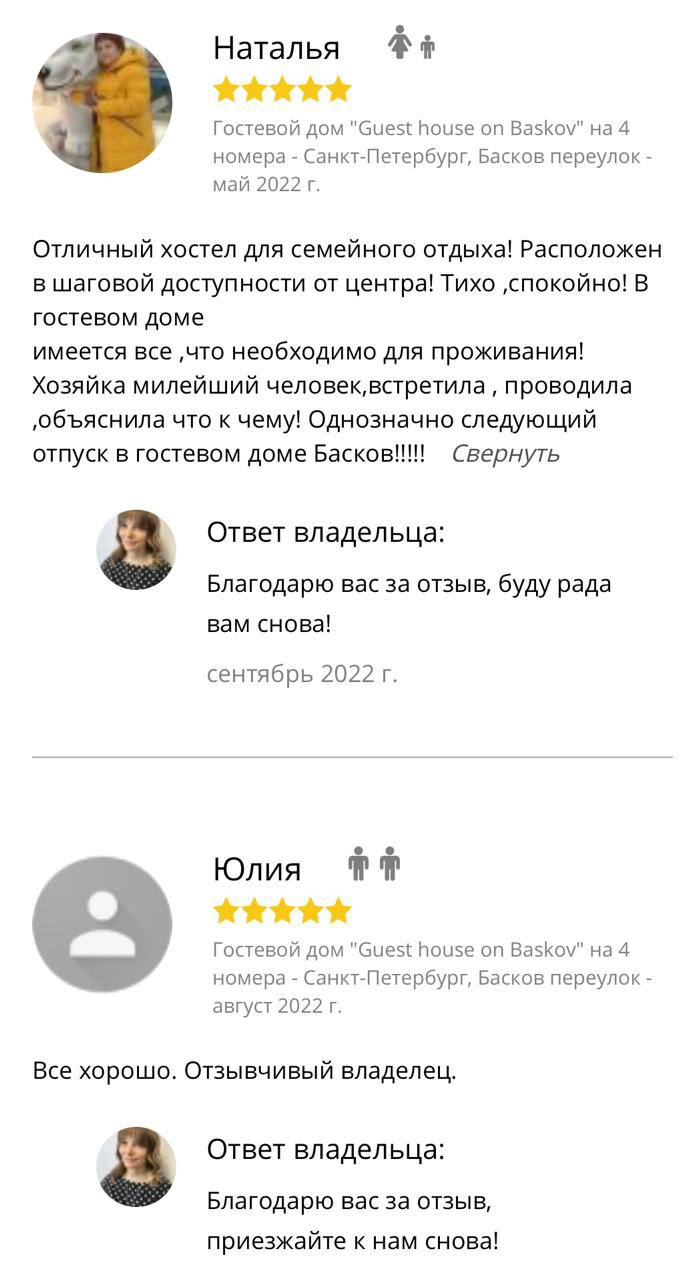 Наталья
Гостевой дом "Guest house on Baskov" на 4
номера - Санкт-Петербург, Басков переулок -
май 2022 г.
Отличный хостел для семейного отдыха! Расположен
в шаговой доступности от центра! Тихо ,спокойно! В
гостевом доме
имеется все ,что необходимо для проживания!
Хозяйка милейший человек,встретила , проводила
,объяснила что к чему! Однозначно следующий
отпуск в гостевом доме Басков!!!!! Свернуть
Ответ владельца:
Благодарю вас за отзыв, буду рада
вам снова!
сентябрь 2022 г.
Юлия
Гостевой дом "Guest house on Baskov" на 4
номера - Санкт-Петербург, Басков переулок -
август 2022 г.
Все хорошо. Отзывчивый владелец.
Ответ владельца:
Благодарю вас за отзыв,
приезжайте к нам снова!